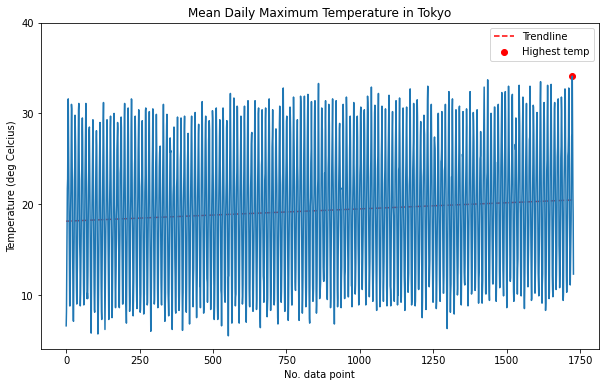 Mean Daily Maximum Temperature in Tokyo
Trendline
Highest temp
Temperature (deg Celcius)
40
30
20
10
0
250
500
750
1000
1250
1500
1750
No. data point